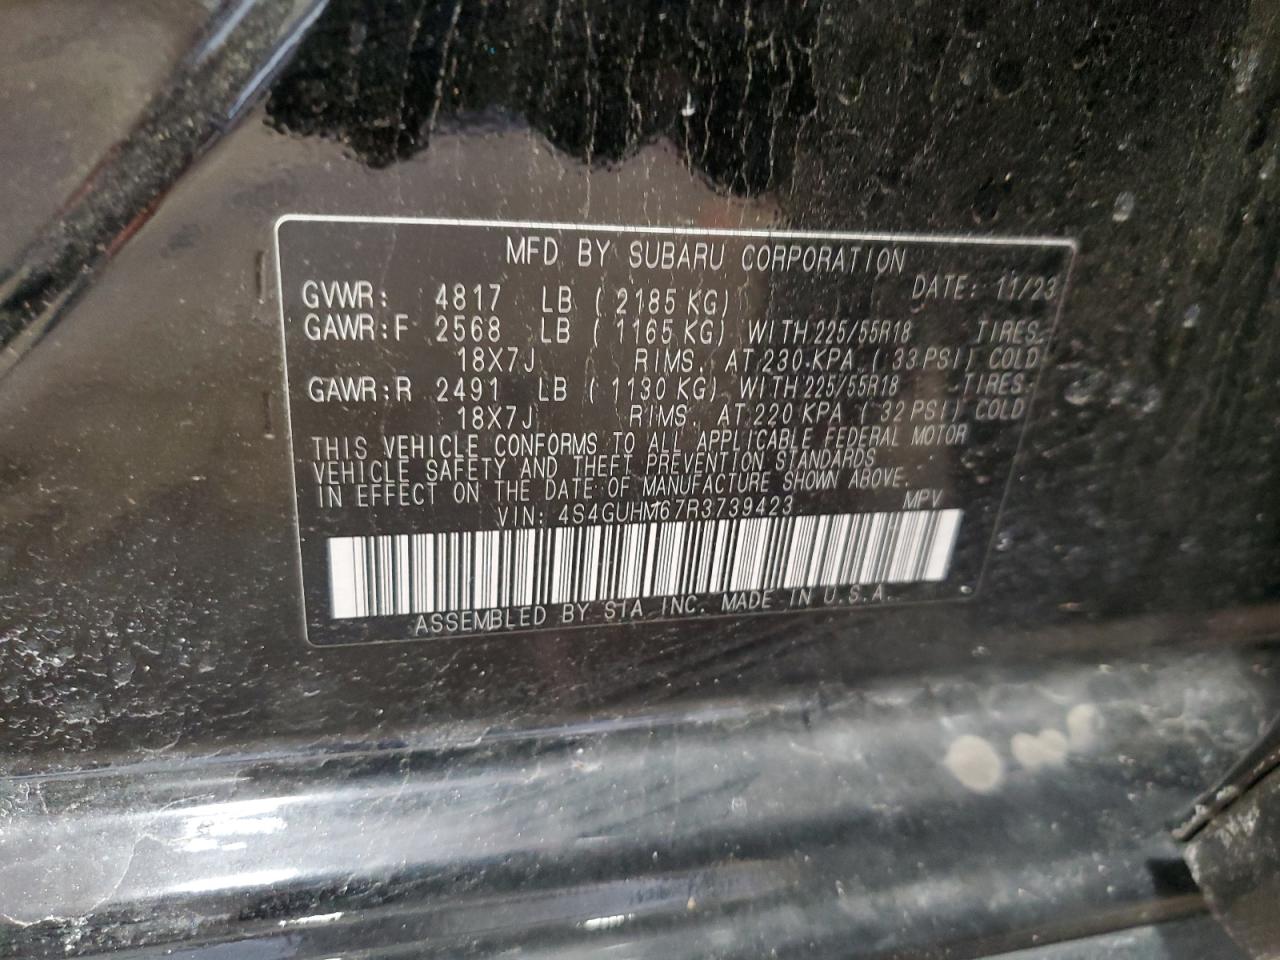 MFD BY SUBARU CORPORATION
DATE: 11/23
GVWR: 4817 LB (2185 KG)
GAWR:F 2568 LB (1165 KG) WITH 225/55R18 TIRES
18X7J RIMS, AT 230 KPA (33 PSI) COLD
GAWR:R 2491 LB (1130 KG) WITH 225/55R18 TIRES
18X7J RIMS AT 220 KPA (32 PSI) COLD
THIS VEHICLE CONFORMS TO ALL APPLICABLE FEDERAL MOTOR
VEHICLE SAFETY AND THEFT PREVENTION STANDARDS
IN EFFECT ON THE DATE OF MANUFACTURE SHOWN ABOVE.
VIN: 4S4GUHM67R3739423 MPV
ASSEMBLED BY SIA INC. MADE IN U.S.A.